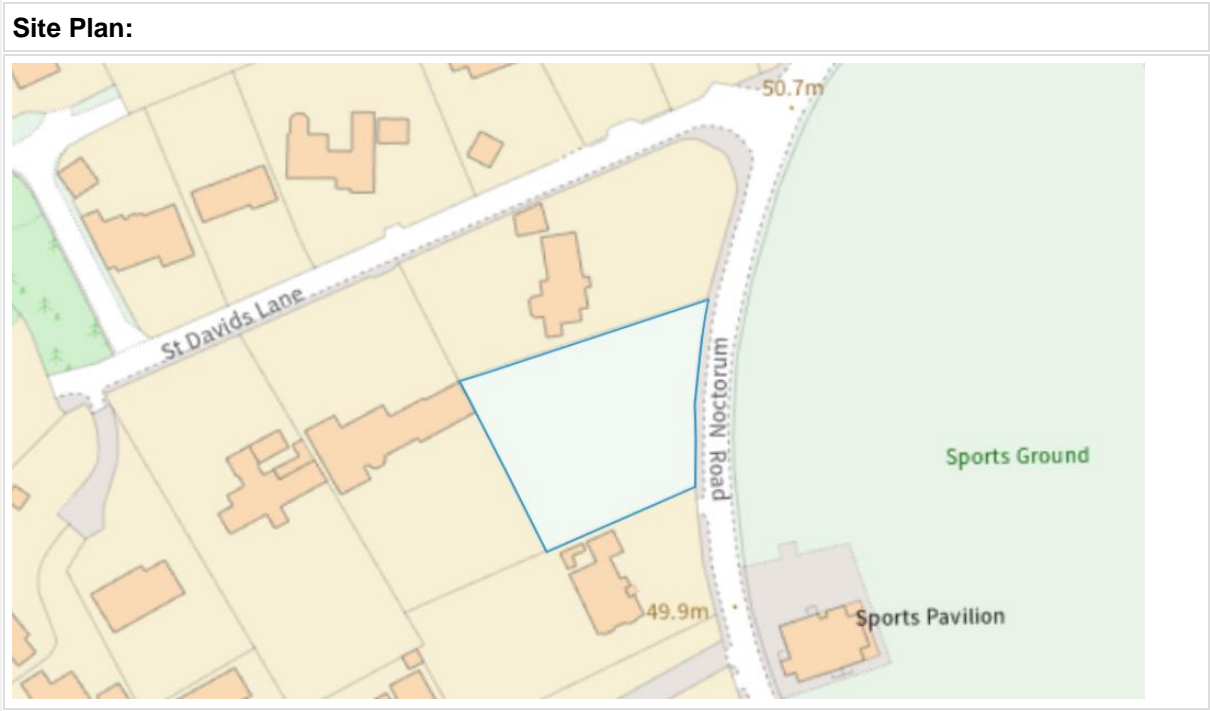 Site Plan:
50.7m
St Davids Lane
Noctorum Road
Sports Ground
49.9m
Sports Pavilion